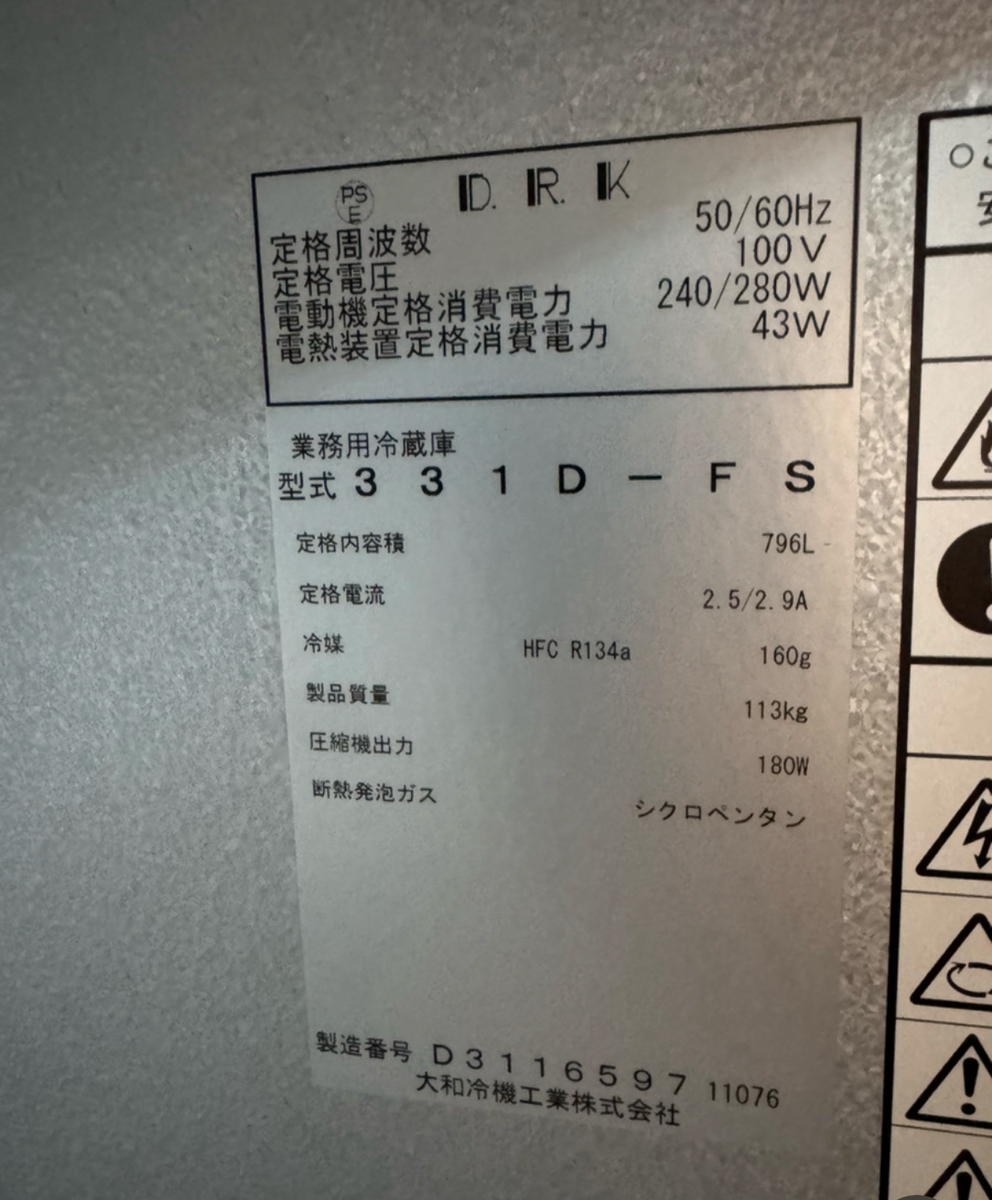 PS
E
D. R. K
定格周波数 50/60Hz
定格電圧 100V
電動機定格消費電力 240/280W
電熱装置定格消費電力 43W
業務用冷蔵庫
型式 331D-FS
定格内容積 796L
定格電流 2.5/2.9A
冷媒 HFC R134a 160g
製品質量 113kg
圧縮機出力 180W
断熱発泡ガス シクロペンタン
製造番号 D3116597 11076
大和冷機工業株式会社